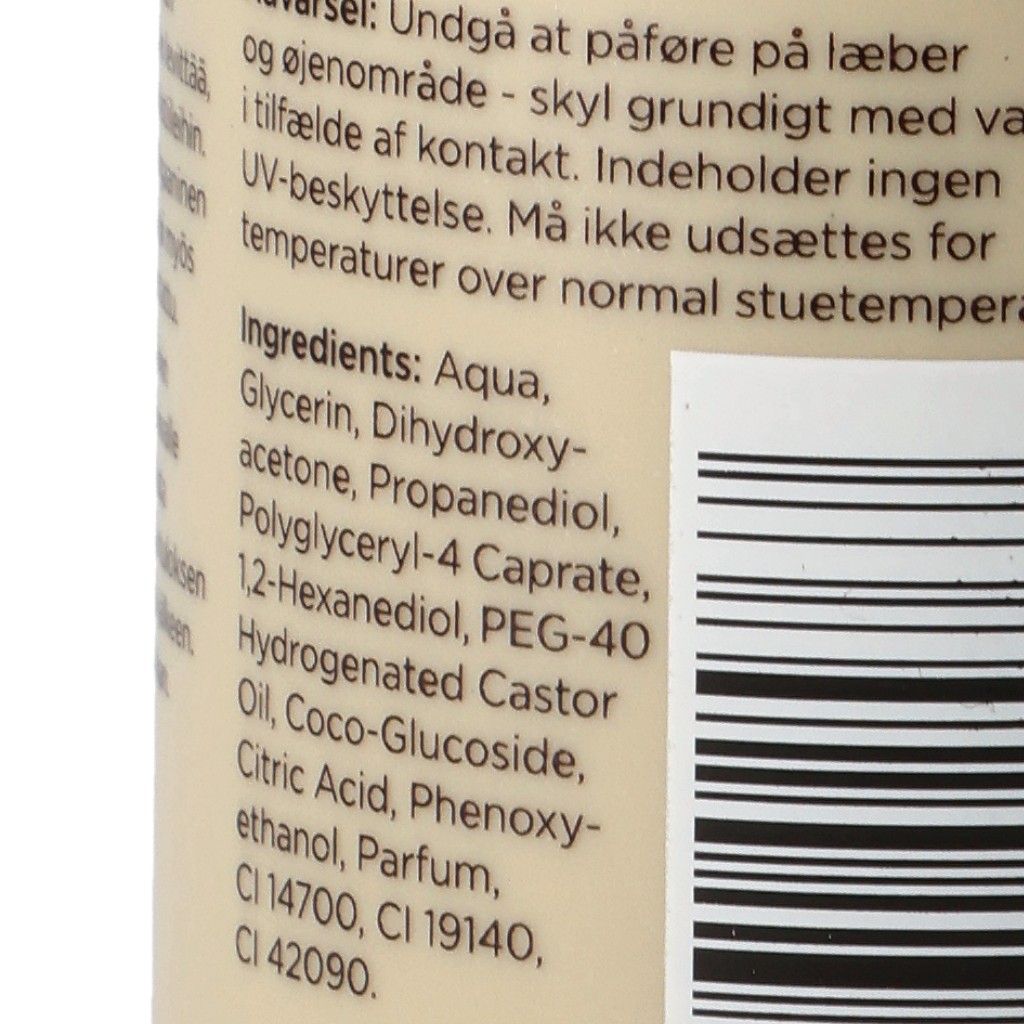 Undgå at påføre på læber
og øjenområde - skyl grundigt med
i tilfælde af kontakt. Indeholder ingen
UV-beskyttelse. Må ikke udsættes for
temperaturer over normal
Ingredients: Aqua,
Glycerin, Dihydroxy-
acetone, Propanediol,
Polyglyceryl-4 Caprate,
1,2-Hexanediol, PEG-40
Hydrogenated Castor
Oil, Coco-Glucoside,
Citric Acid, Phenoxy-
ethanol, Parfum,
CI 14700, CI 19140,
CI 42090.